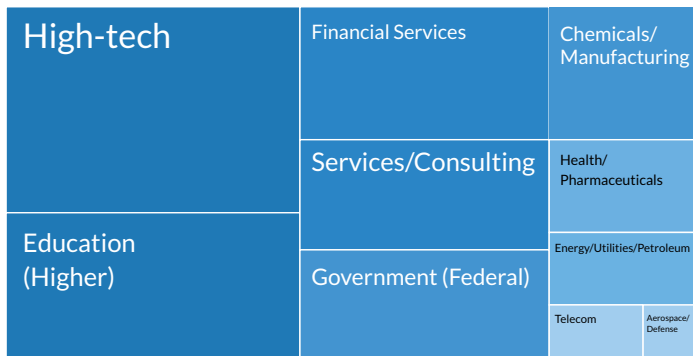 High-tech
Education
(Higher)
Financial Services
Services/Consulting
Government (Federal)
Chemicals/
Manufacturing
Health/
Pharmaceuticals
Energy/Utilities/Petroleum
Telecom
Aerospace/
Defense